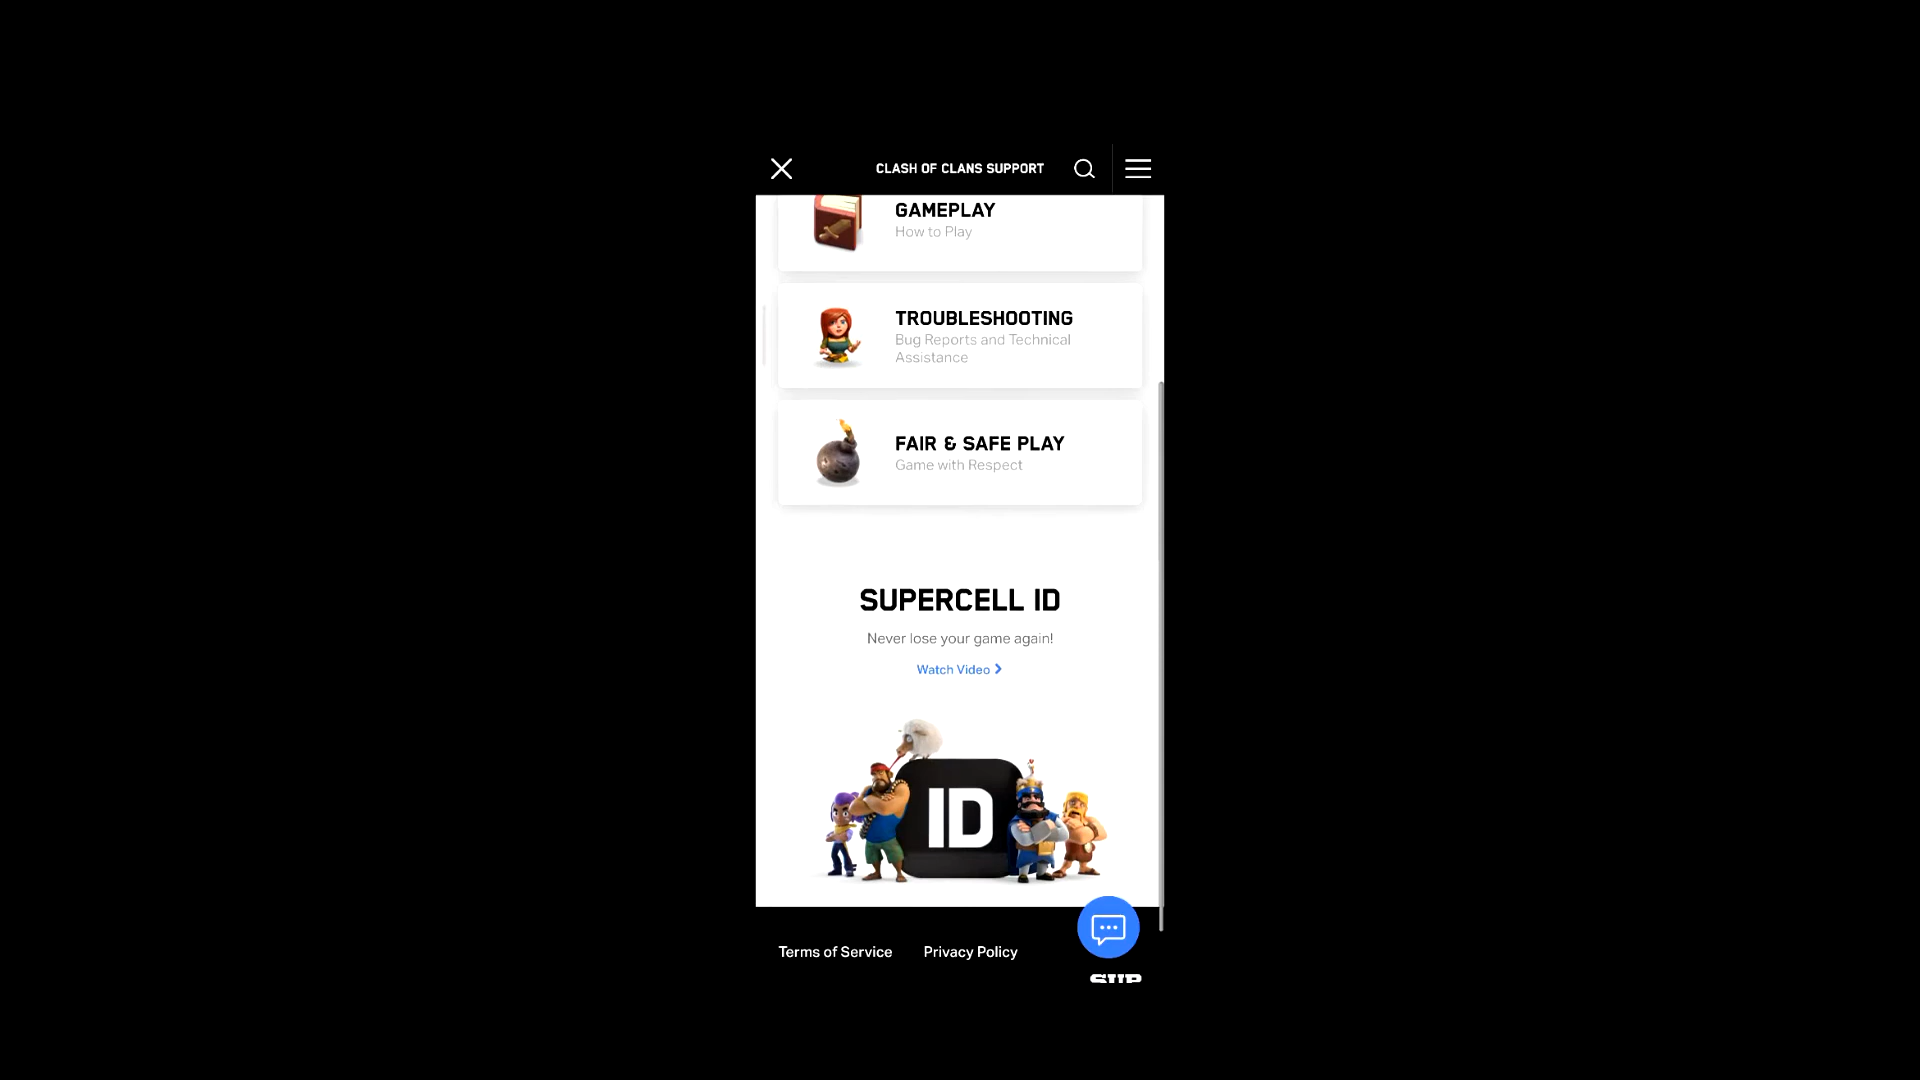 CLASH OF CLANS SUPPORT
GAMEPLAY
How to Play
TROUBLESHOOTING
Bug Reports and Technical
Assistance
FAIR & SAFE PLAY
Game with Respect
SUPERCELL ID
Never lose your game again!
Watch Video
ID
Terms of Service Privacy Policy
SUP